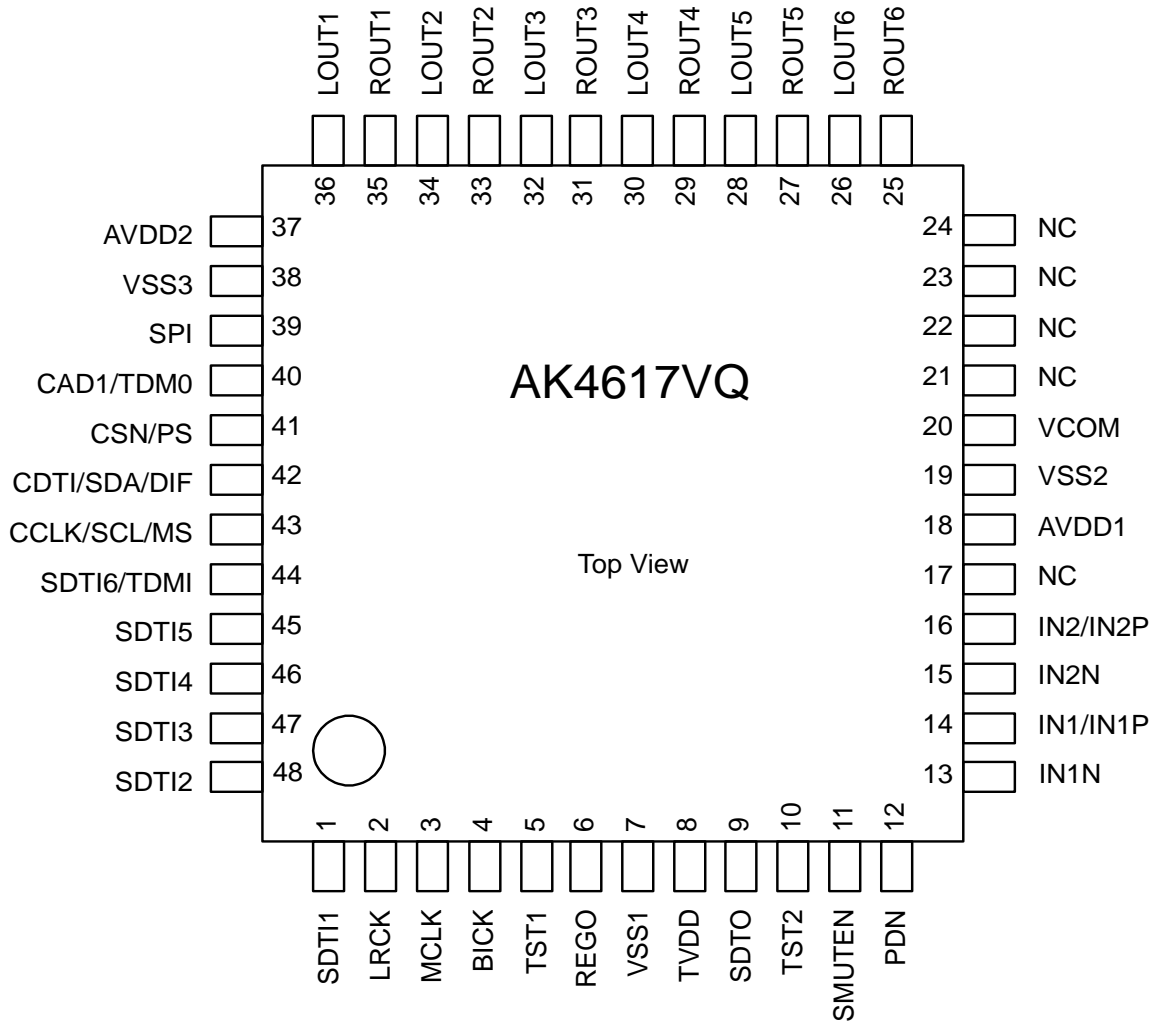 LOUT1
ROUT1
LOUT2
ROUT2
LOUT3
ROUT3
LOUT4
ROUT4
LOUT5
ROUT5
LOUT6
ROUT6
36
35
34
33
32
31
30
29
28
27
26
25
AVDD2
37
VSS3
38
SPI
39
CAD1/TDM0
40
CSN/PS
41
CDTI/SDA/DIF
42
CCLK/SCL/MS
43
SDTI6/TDMI
44
SDTI5
45
SDTI4
46
SDTI3
47
SDTI2
48
AK4617VQ
Top View
24
NC
23
NC
22
NC
21
NC
20
VCOM
19
VSS2
18
AVDD1
17
NC
16
IN2/IN2P
15
IN2N
14
IN1/IN1P
13
IN1N
1
2
3
4
5
6
7
8
9
10
11
12
SDTI1
LRCK
MCLK
BICK
TST1
REGO
VSS1
TVDD
SDTO
TST2
SMUTEN
PDN